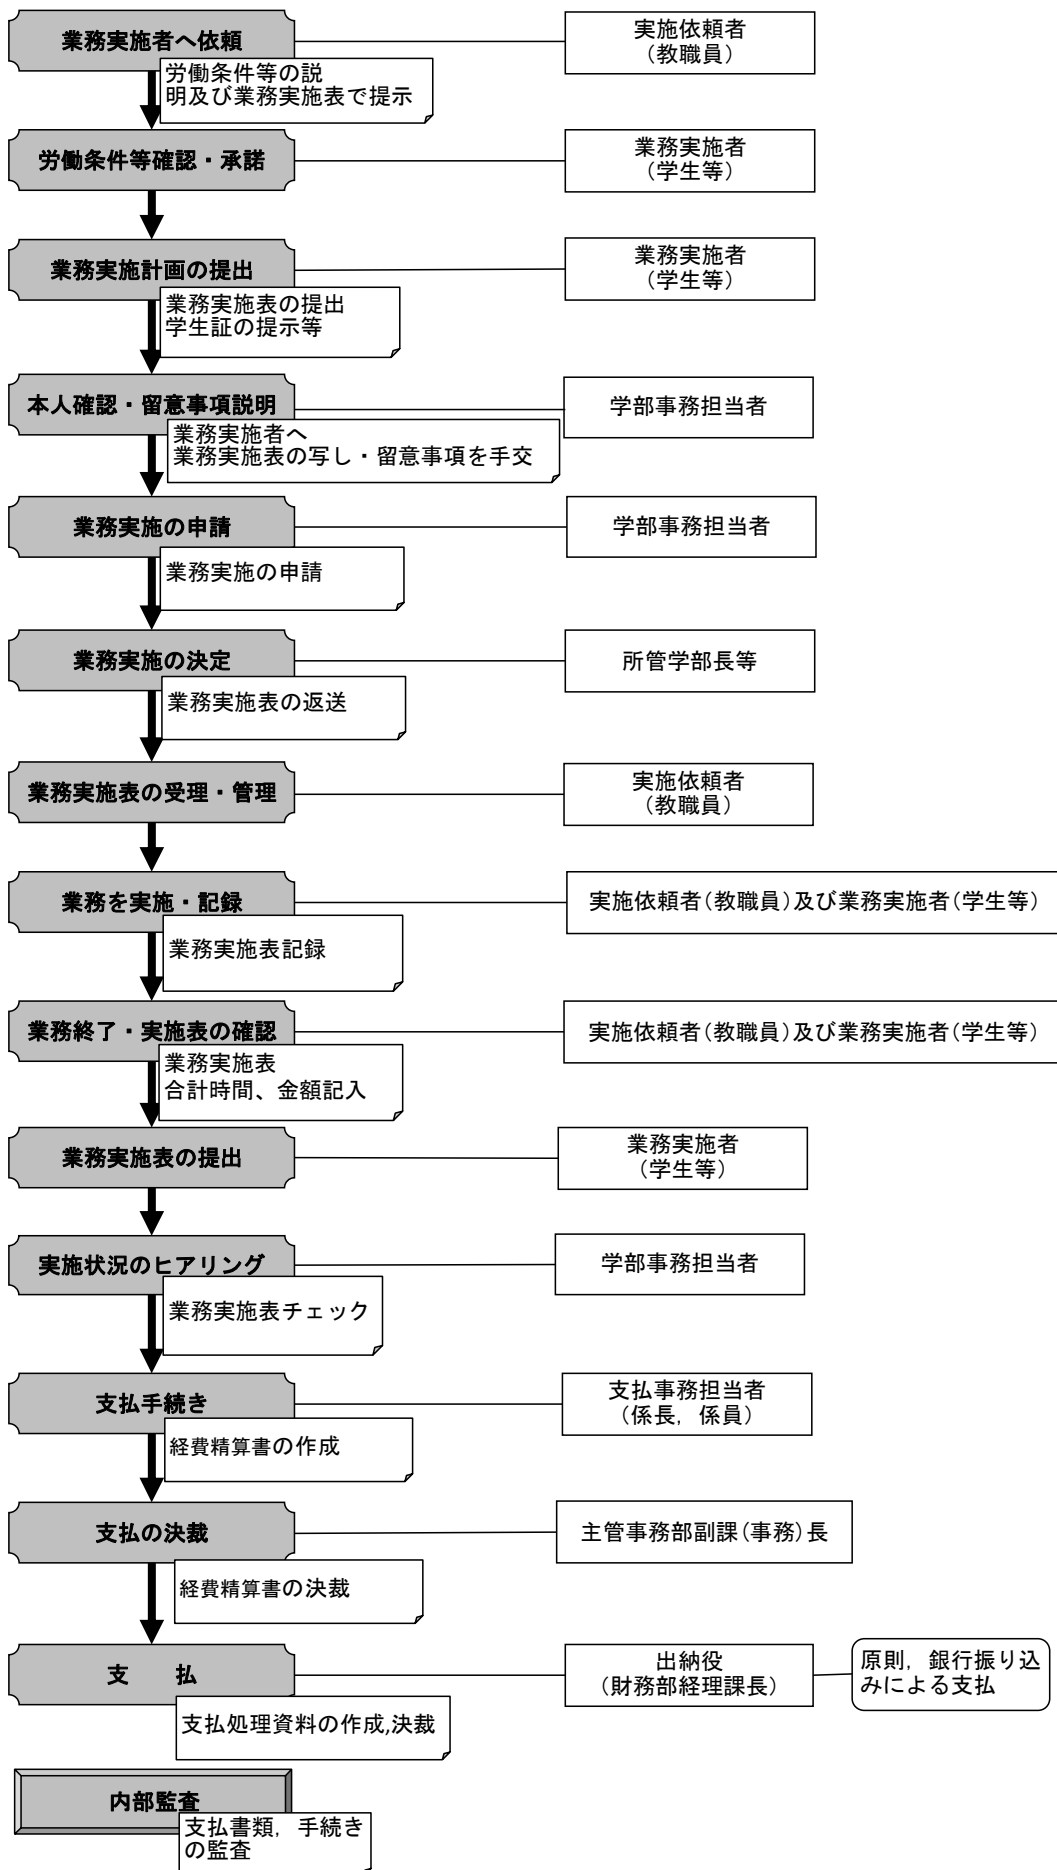 業務実施者へ依頼
実施依頼者
（教職員）
労働条件等の説
明及び業務実施表で提示
労働条件等確認・承諾
業務実施者
（学生等）
業務実施計画の提出
業務実施者
（学生等）
業務実施表の提出
学生証の提示等
本人確認・留意事項説明
学部事務担当者
業務実施者へ
業務実施表の写し・留意事項を手交
業務実施の申請
学部事務担当者
業務実施の申請
業務実施の決定
所管学部長等
業務実施表の返送
業務実施表の受理・管理
実施依頼者
（教職員）
業務を実施・記録
実施依頼者（教職員）及び業務実施者（学生等）
業務実施表記録
業務終了・実施表の確認
実施依頼者（教職員）及び業務実施者（学生等）
業務実施表
合計時間、金額記入
業務実施表の提出
業務実施者
（学生等）
実施状況のヒアリング
学部事務担当者
業務実施表チェック
支払手続き
支払事務担当者
（係長，係員）
経費精算書の作成
支払の決裁
主管事務部副課（事務）長
経費精算書の決裁
支　　払
出納役
（財務部経理課長）
原則，銀行振り込
みによる支払
支払処理資料の作成,決裁
内部監査
支払書類，手続き
の監査